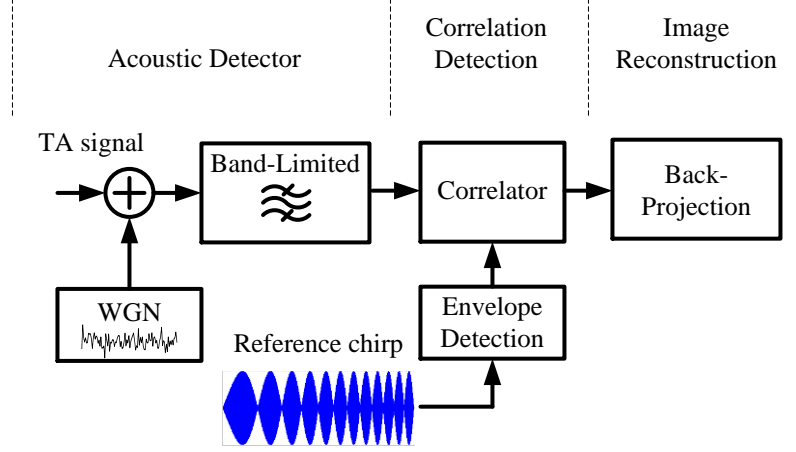 Acoustic Detector
Correlation
Detection
Image
Reconstruction
TA signal
Band-Limited
Correlator
Back-
Projection
WGN
Envelope
Detection
Reference chirp